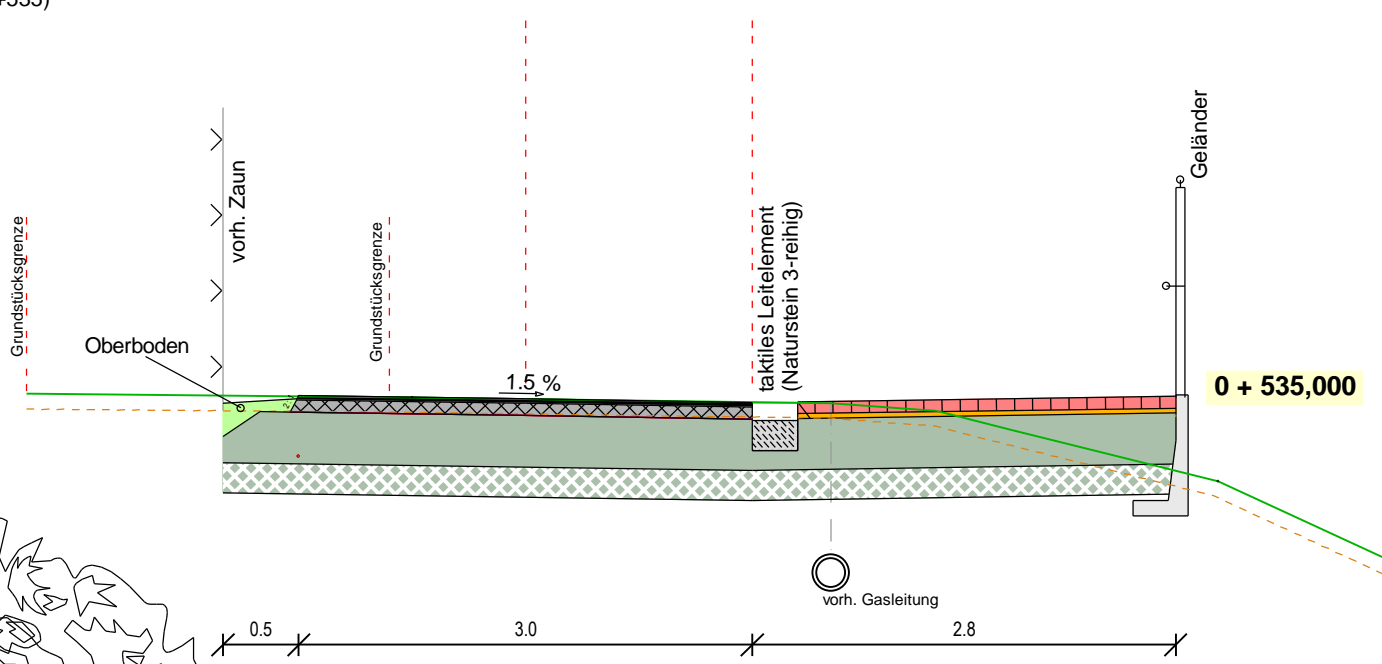 Grundstücksgrenze
vorh. Zaun
Grundstücksgrenze
Oberboden
1.5 %
taktiles Leitelement
(Naturstein 3-reihig)
Geländer
0 + 535,000
vorh. Gasleitung
0.5
3.0
2.8